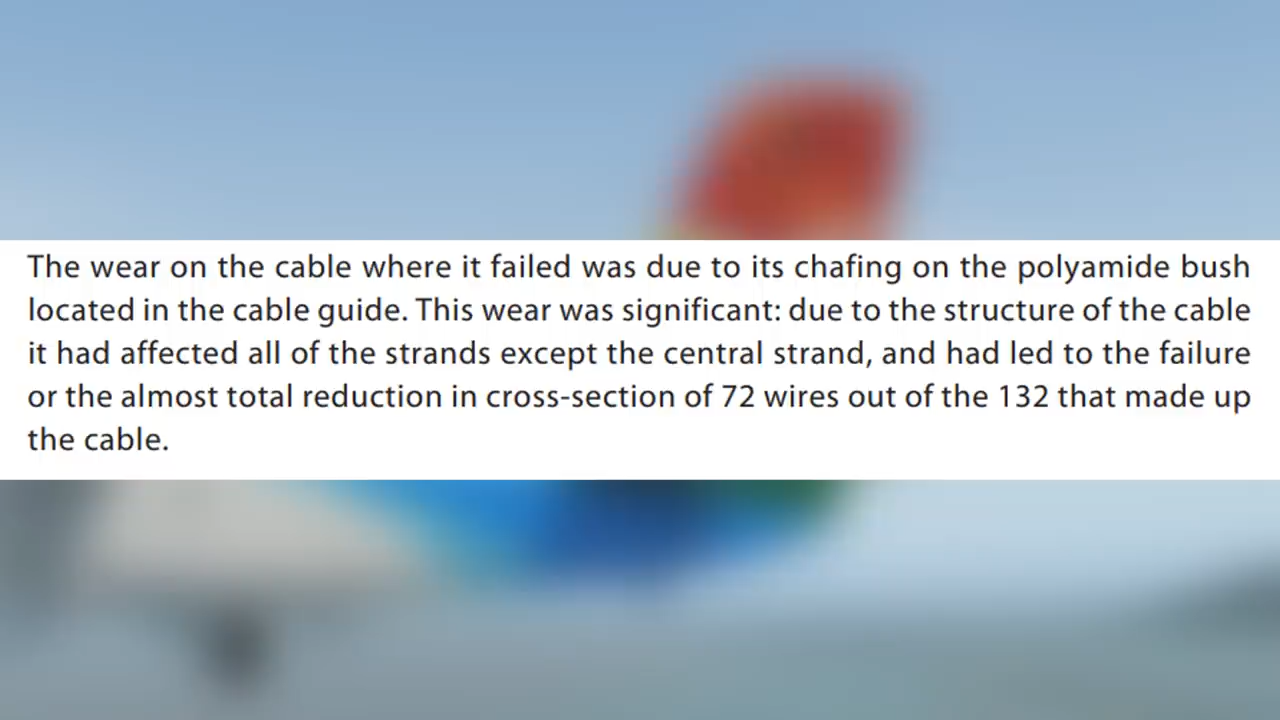 The wear on the cable where it failed was due to its chafing on the polyamide bush
located in the cable guide. This wear was significant: due to the structure of the cable
it had affected all of the strands except the central strand, and had led to the failure
or the almost total reduction in cross-section of 72 wires out of the 132 that made up
the cable.